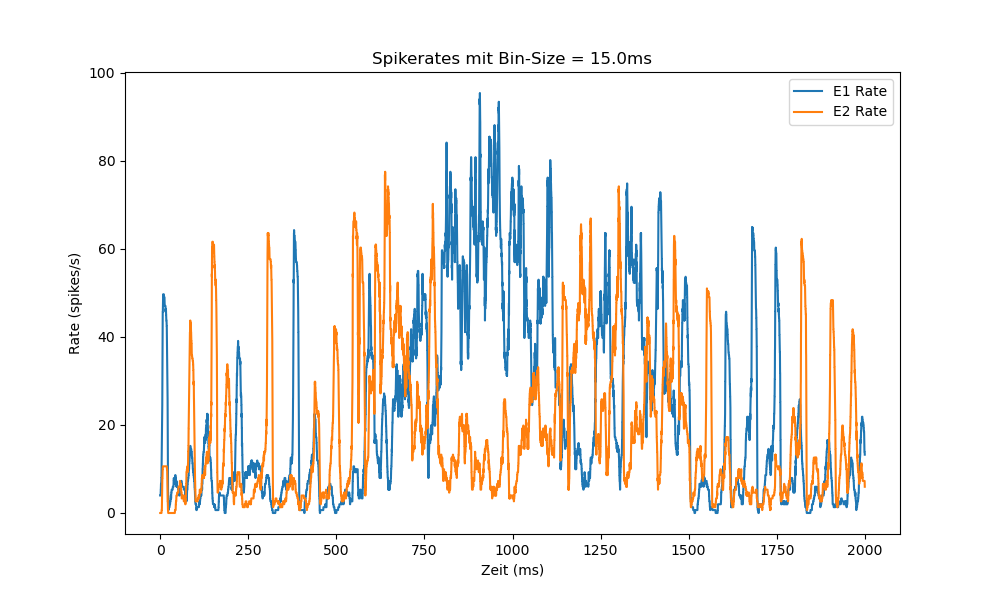 Spikerates mit Bin-Size = 15.0ms
E1 Rate
E2 Rate
100
80
60
40
20
0
Rate (spikes/s)
0 250 500 750 1000 1250 1500 1750 2000
Zeit (ms)